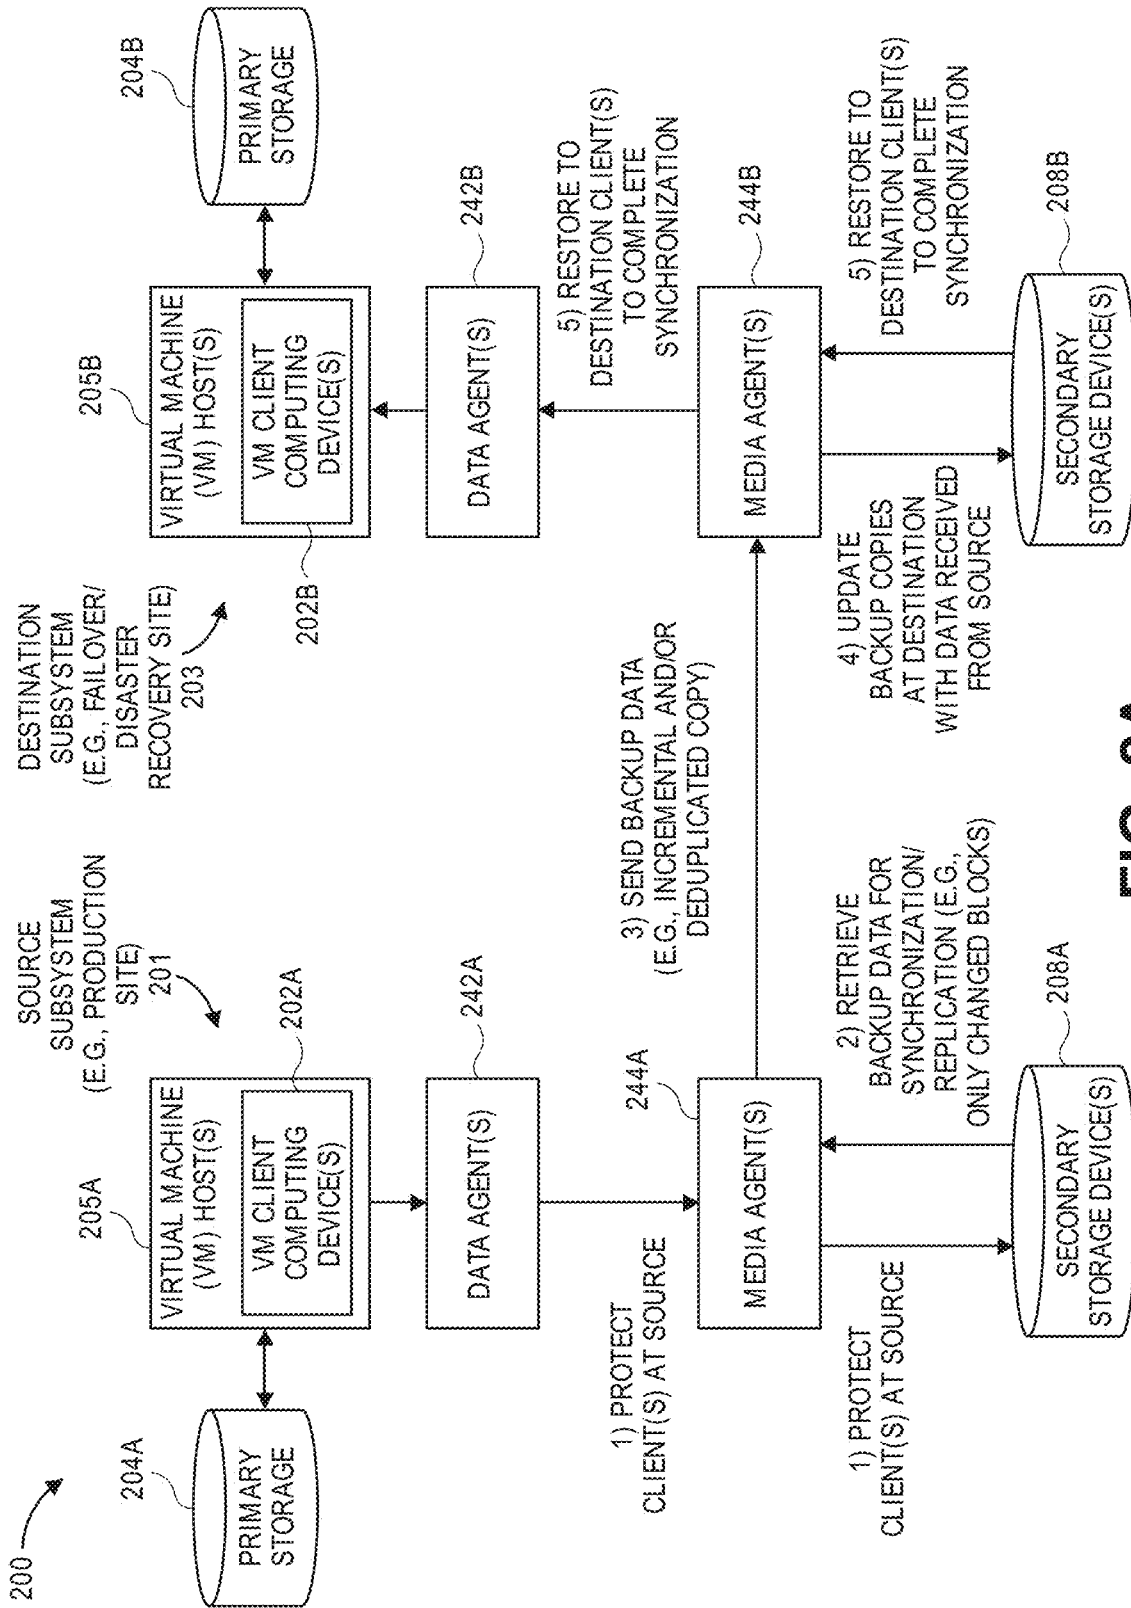 200
SOURCE
SUBSYSTEM
(E.G., PRODUCTION
SITE)
201
DESTINATION
SUBSYSTEM
(E.G., FAILOVER/
DISASTER
RECOVERY SITE)
203
204A
PRIMARY
STORAGE
205A
VIRTUAL MACHINE
(VM) HOST(S)
VM CLIENT
COMPUTING
DEVICE(S)
202A
205B
VIRTUAL MACHINE
(VM) HOST(S)
VM CLIENT
COMPUTING
DEVICE(S)
202B
204B
PRIMARY
STORAGE
DATA AGENT(S)
242A
DATA AGENT(S)
242B
1) PROTECT
CLIENT(S) AT SOURCE
3) SEND BACKUP DATA
(E.G., INCREMENTAL AND/OR
DEDUPLICATED COPY)
5) RESTORE TO
DESTINATION CLIENT(S)
TO COMPLETE
SYNCHRONIZATION
MEDIA AGENT(S)
244A
MEDIA AGENT(S)
244B
1) PROTECT
CLIENT(S) AT SOURCE
2) RETRIEVE
BACKUP DATA FOR
SYNCHRONIZATION/
REPLICATION (E.G.,
ONLY CHANGED BLOCKS)
4) UPDATE
BACKUP COPIES
AT DESTINATION
WITH DATA RECEIVED
FROM SOURCE
5) RESTORE TO
DESTINATION CLIENT(S)
TO COMPLETE
SYNCHRONIZATION
SECONDARY
STORAGE DEVICE(S)
208A
SECONDARY
STORAGE DEVICE(S)
208B
FIG.